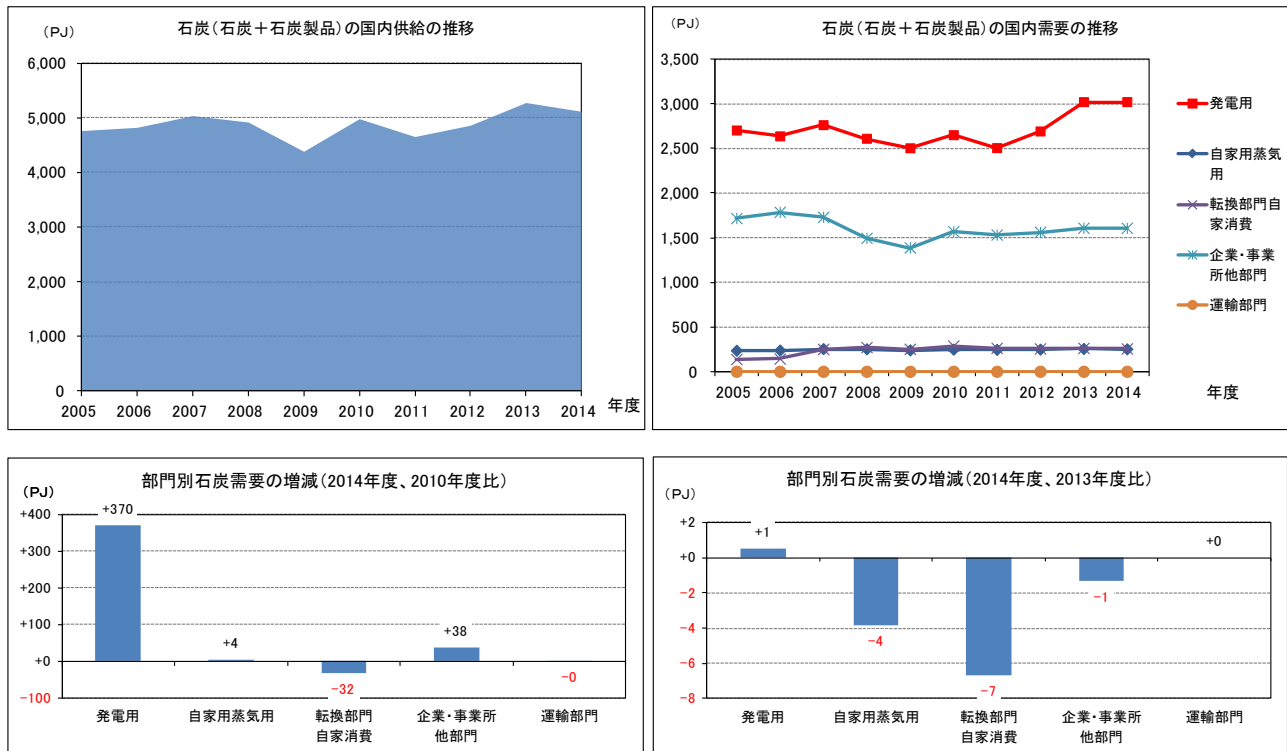 石炭(石炭+石炭製品)の国内供給の推移
(PJ)
6,000
5,000
4,000
3,000
2,000
1,000
0
2005 2006 2007 2008 2009 2010 2011 2012 2013 2014 年度
石炭(石炭+石炭製品)の国内需要の推移
(PJ)
3,500
3,000
2,500
2,000
1,500
1,000
500
0
2005 2006 2007 2008 2009 2010 2011 2012 2013 2014 年度
発電用
自家用蒸気
用
転換部門自
家消費
企業・事業
所他部門
運輸部門
部門別石炭需要の増減(2014年度、2010年度比)
(PJ)
+400
+300
+200
+100
+0
-100
+370
+4
-32
+38
-0
発電用 自家用蒸気用 転換部門 企業・事業所 運輸部門
自家消費 他部門
部門別石炭需要の増減(2014年度、2013年度比)
(PJ)
+2
+0
-2
-4
-6
-8
+1
-4
-7
-1
+0
発電用 自家用蒸気用 転換部門 企業・事業所 運輸部門
自家消費 他部門